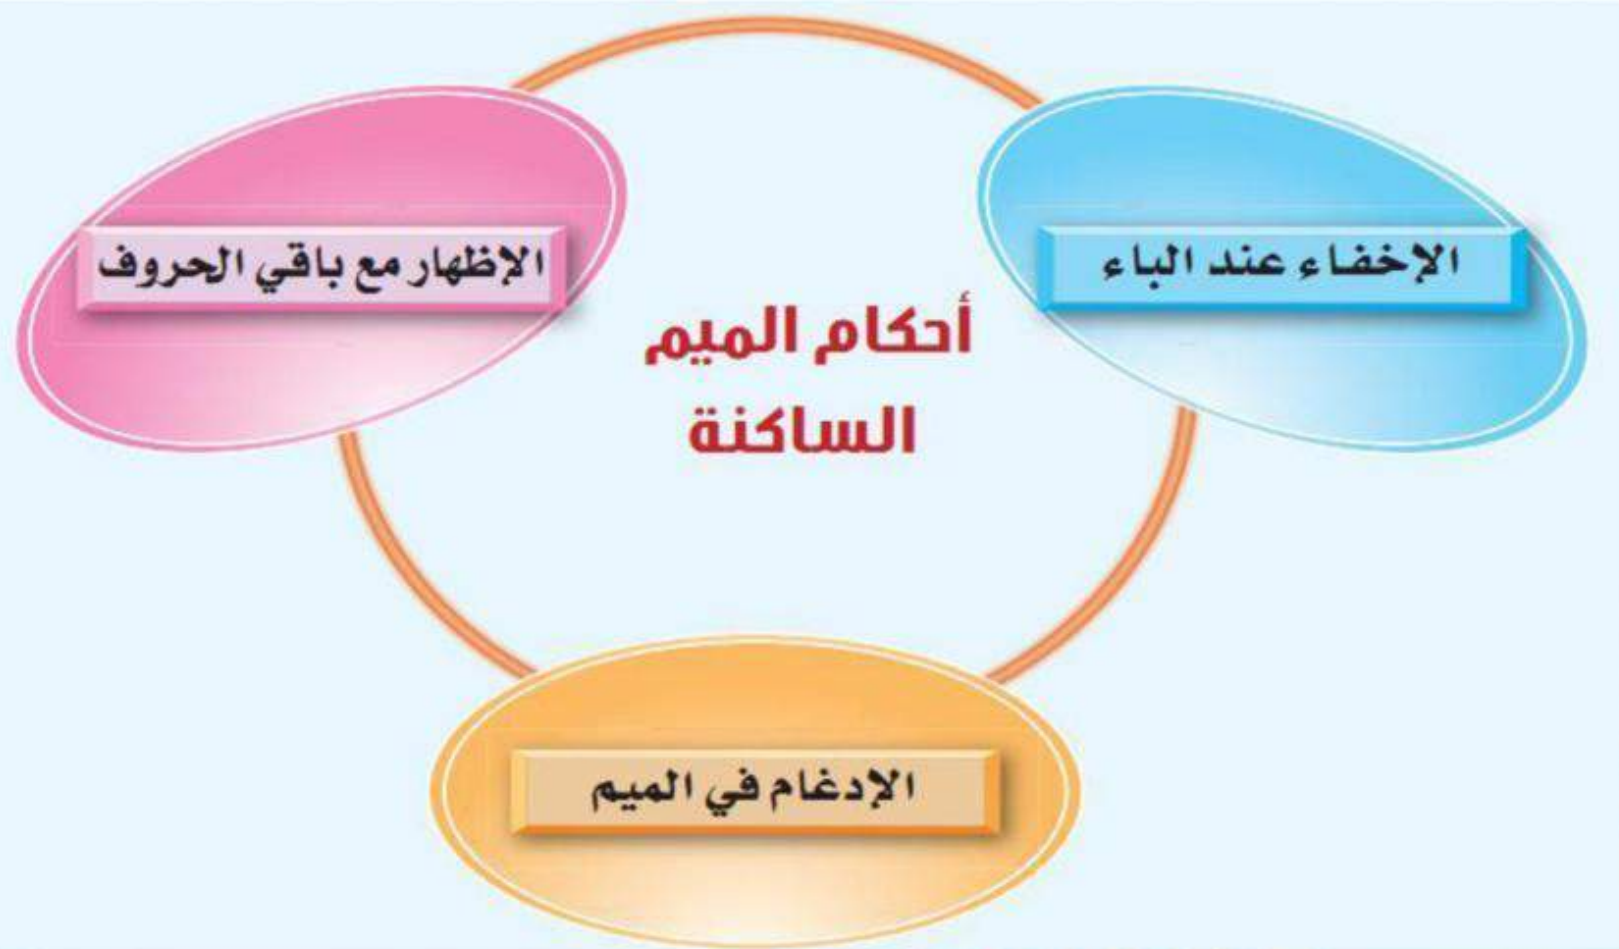 أحكام الميم
الساكنة
الإخفاء عند الباء
الإظهار مع باقي الحروف
الإدغام في الميم